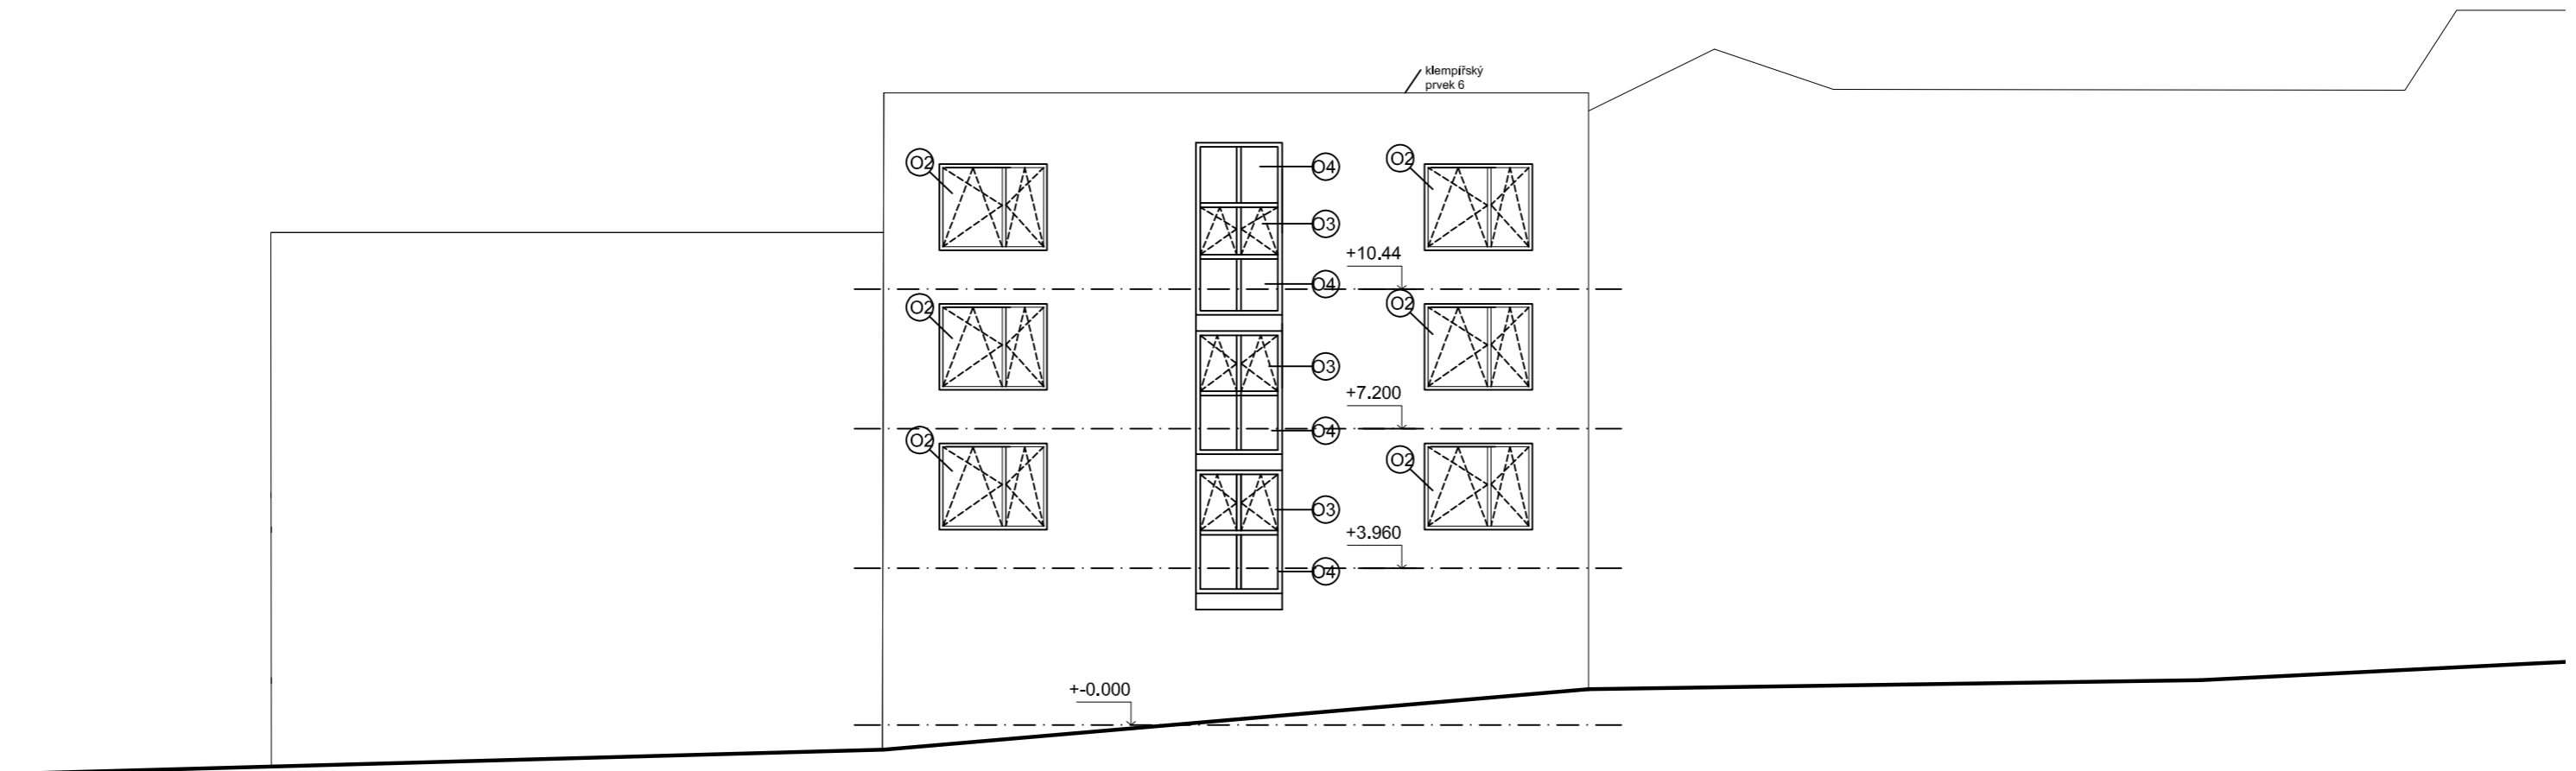 klempířský
prvek 6
O2
O2
O4
O3
+10.44
O4
O2
O2
O3
+7.200
O4
O2
O2
O3
+3.960
O4
+-0.000